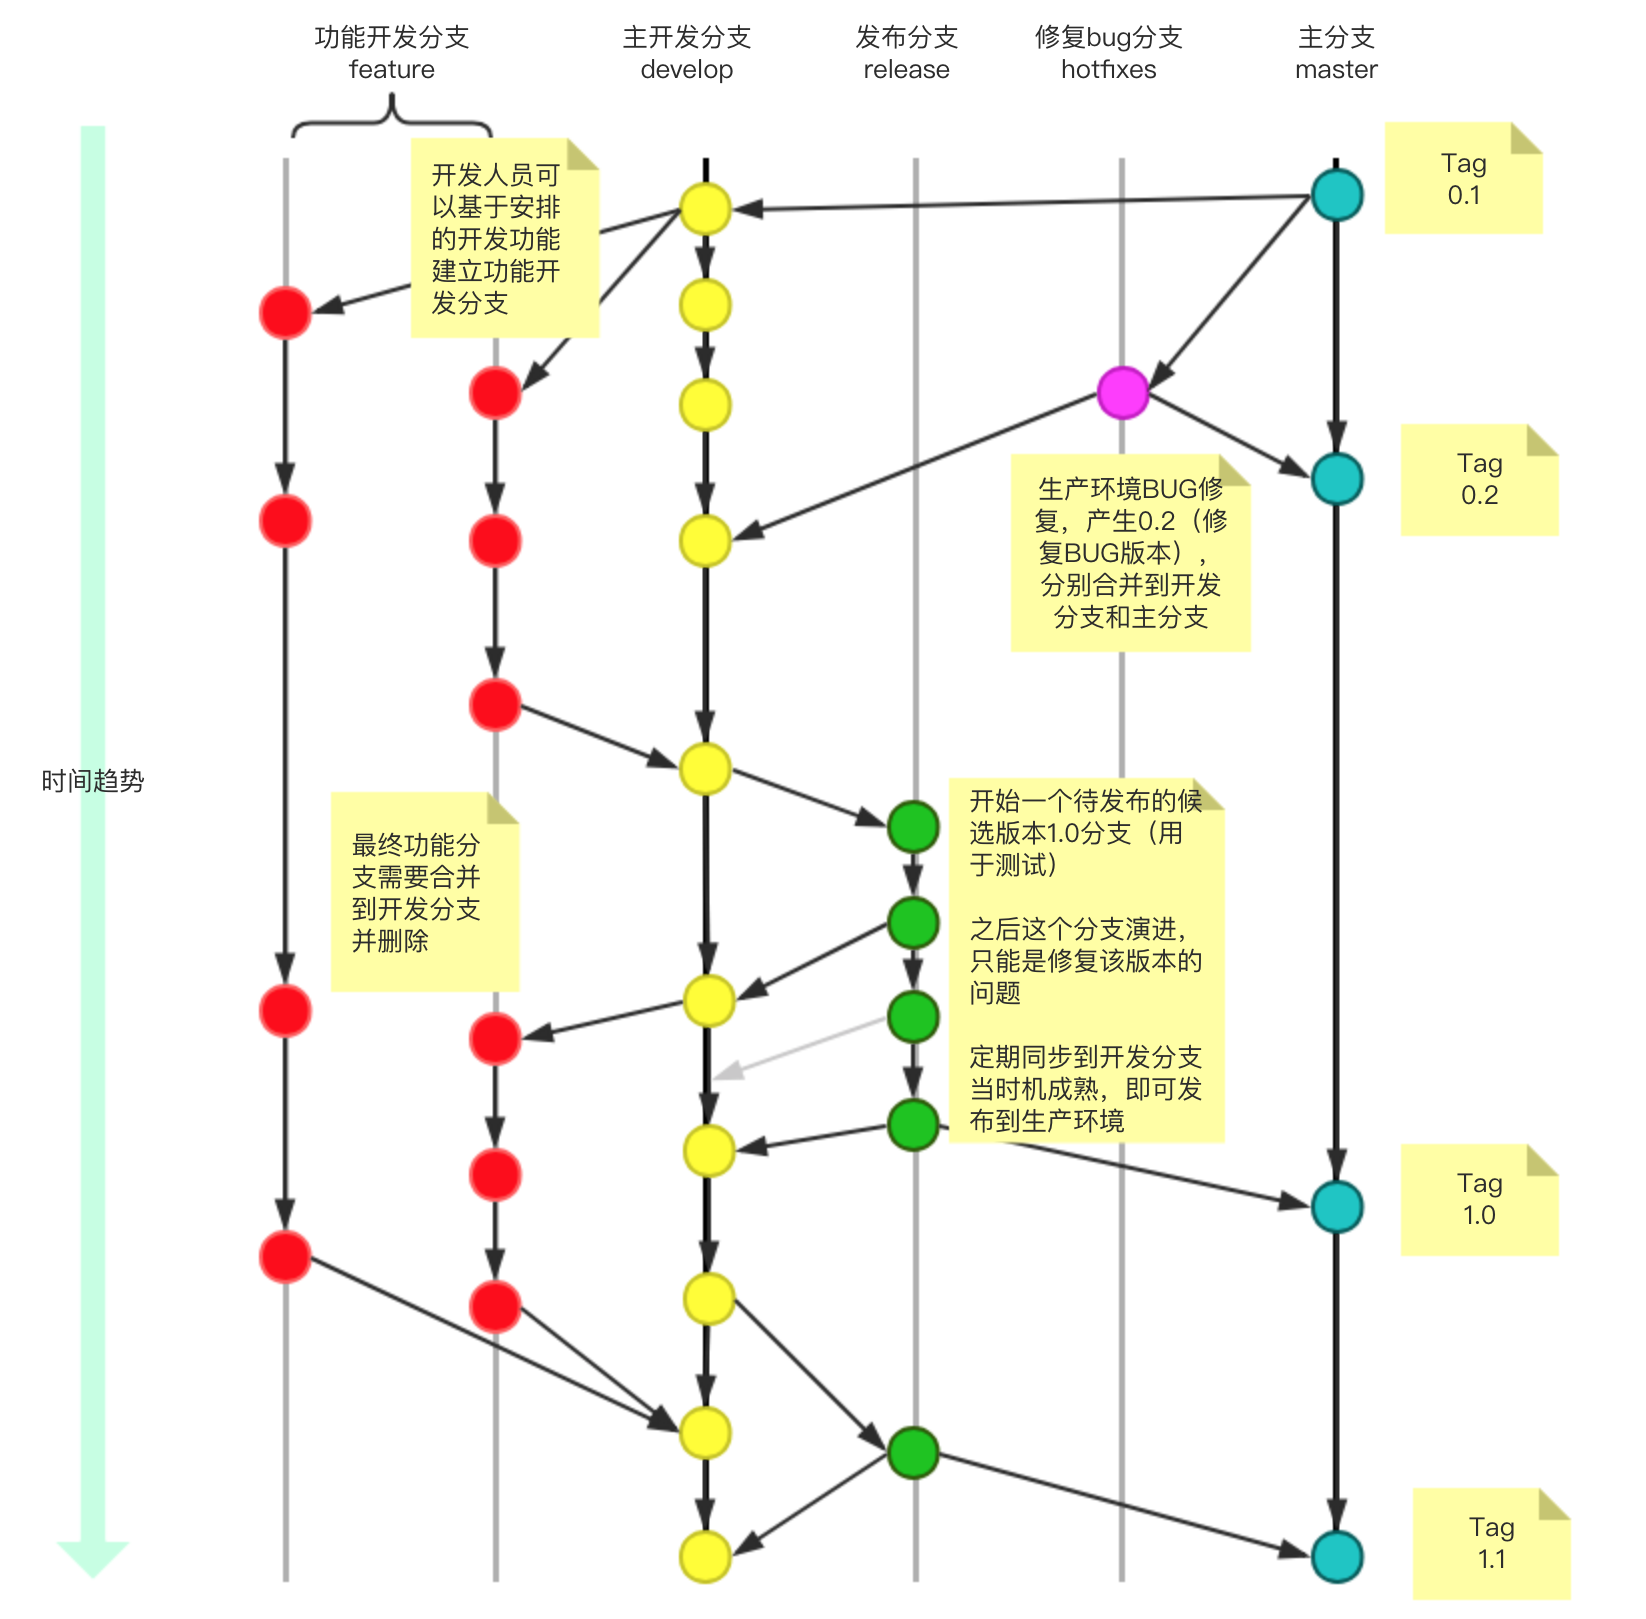 功能开发分支
feature
主开发分支
develop
发布分支
release
修复bug分支
hotfixes
主分支
master
开发人员可
以基于安排
的开发功能
建立功能开
发分支
Tag
0.1
Tag
0.2
生产环境BUG修
复，产生0.2（修
复BUG版本），
分别合并到开发
分支和主分支
时间趋势
最终功能分
支需要合并
到开发分支
并删除
开始一个待发布的候
选版本1.0分支（用
于测试）
之后这个分支演进，
只能是修复该版本的
问题
定期同步到开发分支
当时机成熟，即可发
布到生产环境
Tag
1.0
Tag
1.1